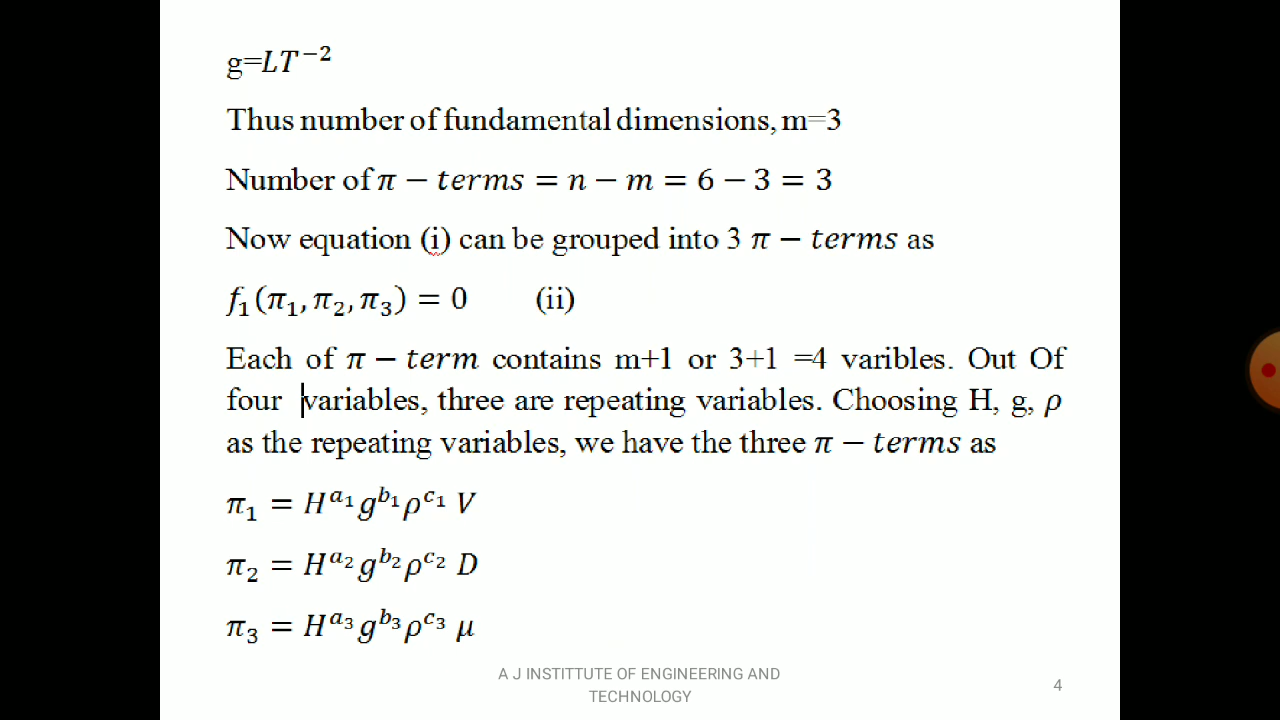 g=LT⁻²
Thus number of fundamental dimensions, m=3
Number of π − terms = n − m = 6 − 3 = 3
Now equation (i) can be grouped into 3 π − terms as
f₁(π₁, π₂, π₃) = 0 (ii)
Each of π − term contains m+1 or 3+1 =4 varibles. Out Of
four variables, three are repeating variables. Choosing H, g, ρ
as the repeating variables, we have the three π − terms as
π₁ = H^a₁ g^b₁ ρ^c₁ V
π₂ = H^a₂ g^b₂ ρ^c₂ D
π₃ = H^a₃ g^b₃ ρ^c₃ μ
A J INSTITTUTE OF ENGINEERING AND
TECHNOLOGY
4